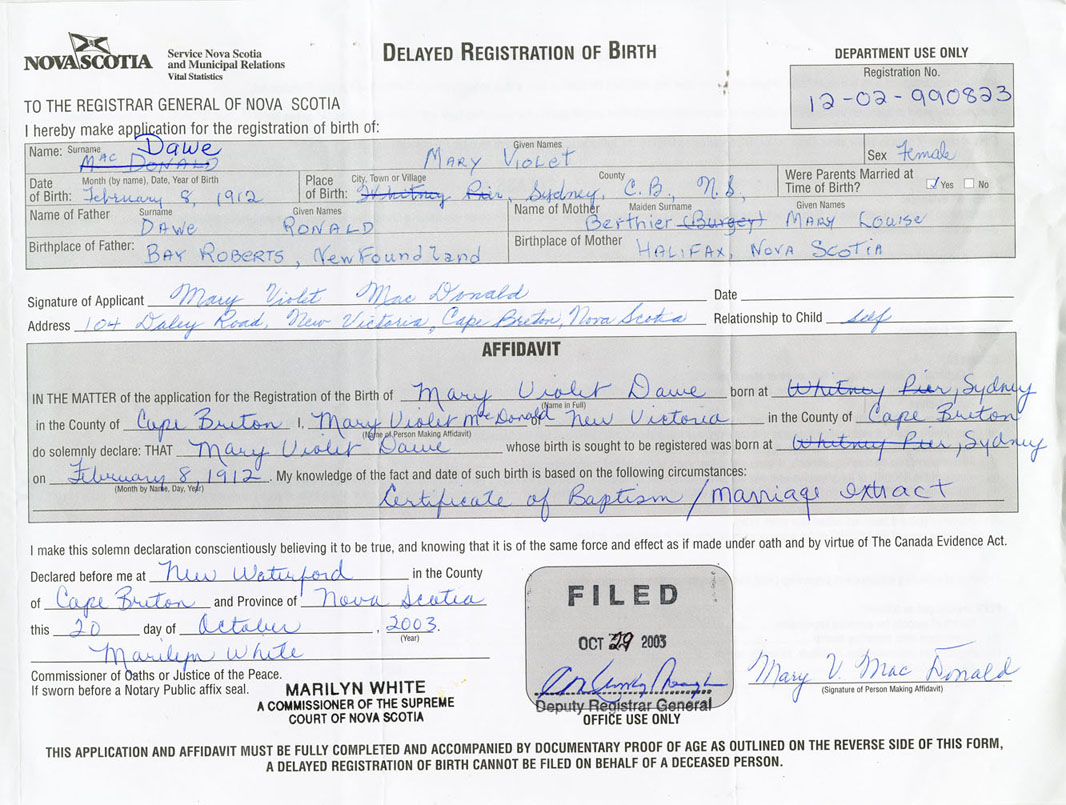 NOVA SCOTIA
Service Nova Scotia
and Municipal Relations
Vital Statistics
DELAYED REGISTRATION OF BIRTH
DEPARTMENT USE ONLY
Registration No.
12-02-990823
TO THE REGISTRAR GENERAL OF NOVA SCOTIA
I hereby make application for the registration of birth of:
Name: Surname Dawe Given Names
Mac Donald Mary Violet Sex Female
Date of Birth: Month (by name), Date, Year of Birth February 8, 1912
Place of Birth: City, Town or Village County Whitney Pier, Sydney, C.B., N.S,
Were Parents Married at Time of Birth? Yes No
Name of Father Surname Given Names Dawe Ronald
Name of Mother Maiden Surname Given Names Berthier (Burgey) Mary Louise
Birthplace of Father: Bay Roberts, Newfoundland
Birthplace of Mother Halifax, Nova Scotia
Signature of Applicant Mary Violet Mac Donald Date
Address 104 Daley Road, New Victoria, Cape Breton, Nova Scotia Relationship to Child self
AFFIDAVIT
IN THE MATTER of the application for the Registration of the Birth of Mary Violet Dawe born at Whitney Pier, Sydney
(Name in Full)
in the County of Cape Breton I, Mary Violet MacDonald of New Victoria in the County of Cape Breton
(Name of Person Making Affidavit)
do solemnly declare: THAT Mary Violet Dawe whose birth is sought to be registered was born at Whitney Pier, Sydney
on February 8, 1912. My knowledge of the fact and date of such birth is based on the following circumstances:
(Month by Name, Day, Year)
Certificate of Baptism / marriage extract
I make this solemn declaration conscientiously believing it to be true, and knowing that it is of the same force and effect as if made under oath and by virtue of The Canada Evidence Act.
Declared before me at New Waterford in the County
of Cape Breton and Province of Nova Scotia
this 20 day of October, 2003.
(Year)
Marilyn White
Commissioner of Oaths or Justice of the Peace.
If sworn before a Notary Public affix seal.
MARILYN WHITE
A COMMISSIONER OF THE SUPREME
COURT OF NOVA SCOTIA
FILED
OCT 29 2003
Deputy Registrar General
OFFICE USE ONLY
Mary V. Mac Donald
(Signature of Person Making Affidavit)
THIS APPLICATION AND AFFIDAVIT MUST BE FULLY COMPLETED AND ACCOMPANIED BY DOCUMENTARY PROOF OF AGE AS OUTLINED ON THE REVERSE SIDE OF THIS FORM,
A DELAYED REGISTRATION OF BIRTH CANNOT BE FILED ON BEHALF OF A DECEASED PERSON.